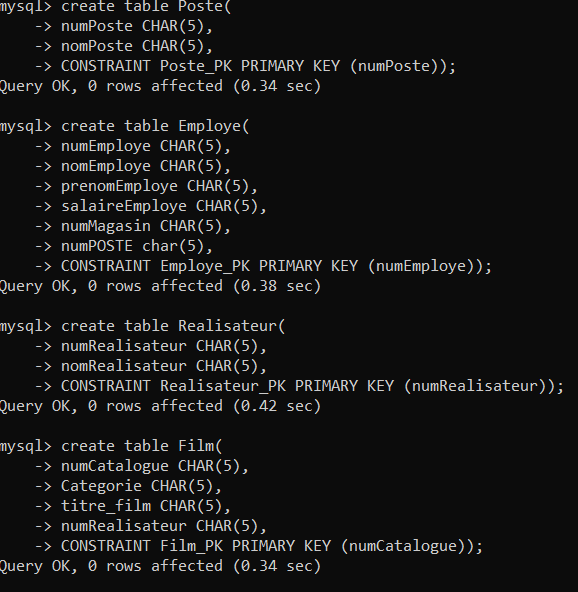 mysql> create table Poste(
-> numPoste CHAR(5),
-> nomPoste CHAR(5),
-> CONSTRAINT Poste_PK PRIMARY KEY (numPoste));
Query OK, 0 rows affected (0.34 sec)
mysql> create table Employe(
-> numEmploye CHAR(5),
-> nomEmploye CHAR(5),
-> prenomEmploye CHAR(5),
-> salaireEmploye CHAR(5),
-> numMagasin CHAR(5),
-> numPOSTE char(5),
-> CONSTRAINT Employe_PK PRIMARY KEY (numEmploye));
Query OK, 0 rows affected (0.38 sec)
mysql> create table Realisateur(
-> numRealisateur CHAR(5),
-> nomRealisateur CHAR(5),
-> CONSTRAINT Realisateur_PK PRIMARY KEY (numRealisateur));
Query OK, 0 rows affected (0.42 sec)
mysql> create table Film(
-> numCatalogue CHAR(5),
-> Categorie CHAR(5),
-> titre_film CHAR(5),
-> numRealisateur CHAR(5),
-> CONSTRAINT Film_PK PRIMARY KEY (numCatalogue));
Query OK, 0 rows affected (0.34 sec)